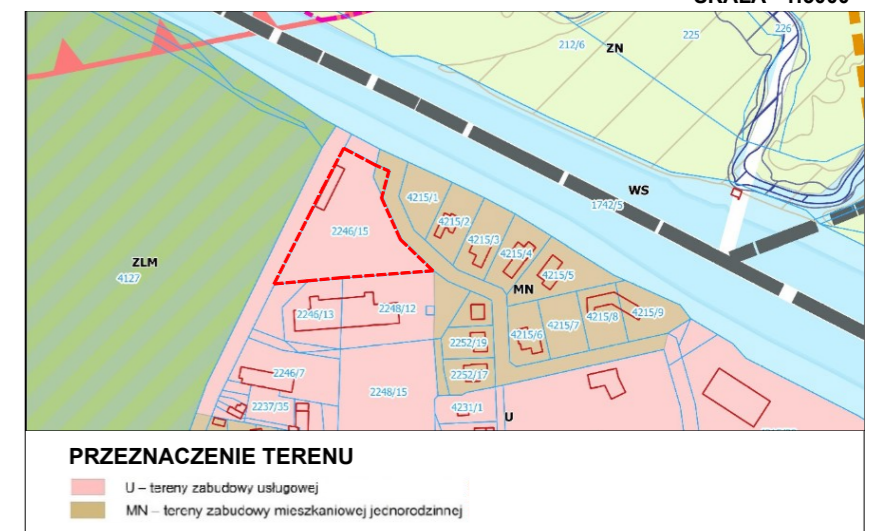 212/6
ZN
225
226
WS
1742/5
4215/1
4215/2
4215/3
4215/4
4215/5
2246/15
ZLM
4127
MN
2246/13
2248/12
4215/6
4215/7
4215/8
4215/9
2252/19
2246/7
2252/17
2237/35
2248/15
4231/1
U
PRZEZNACZENIE TERENU
U – tereny zabudowy usługowej
MN – tereny zabudowy mieszkaniowej jednorodzinnej